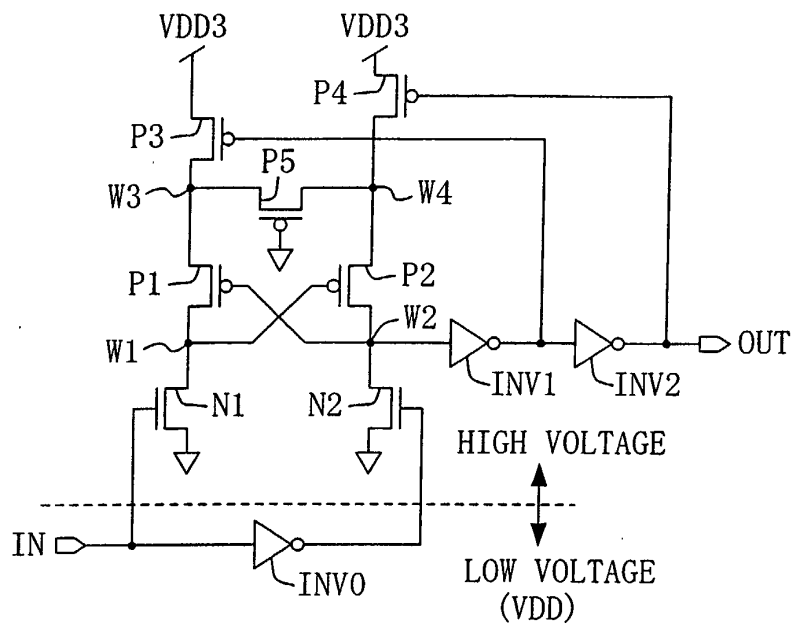 VDD3
VDD3
P4
P3
P5
W3
W4
P1
P2
W1
W2
OUT
INV1
INV2
N1
N2
HIGH VOLTAGE
IN
INV0
LOW VOLTAGE
(VDD)